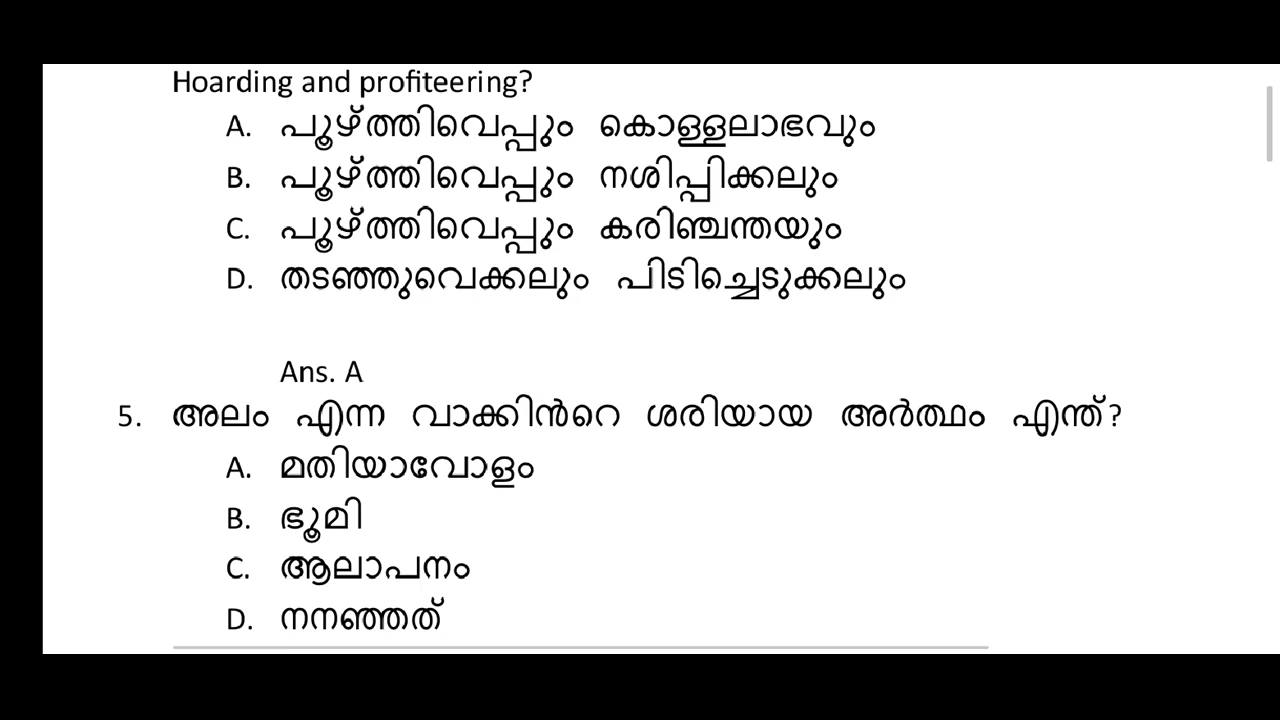 Hoarding and profiteering?
A. പൂഴ്ത്തിവെപ്പും കൊള്ളലാഭവും
B. പൂഴ്ത്തിവെപ്പും നശിപ്പിക്കലും
C. പൂഴ്ത്തിവെപ്പും കരിഞ്ചന്തയും
D. തടഞ്ഞുവെക്കലും പിടിച്ചെടുക്കലും
Ans. A
5. അലം എന്ന വാക്കിൻറെ ശരിയായ അർത്ഥം എന്ത്?
A. മതിയാവോളം
B. ഭൂമി
C. ആലാപനം
D. നനഞ്ഞത്